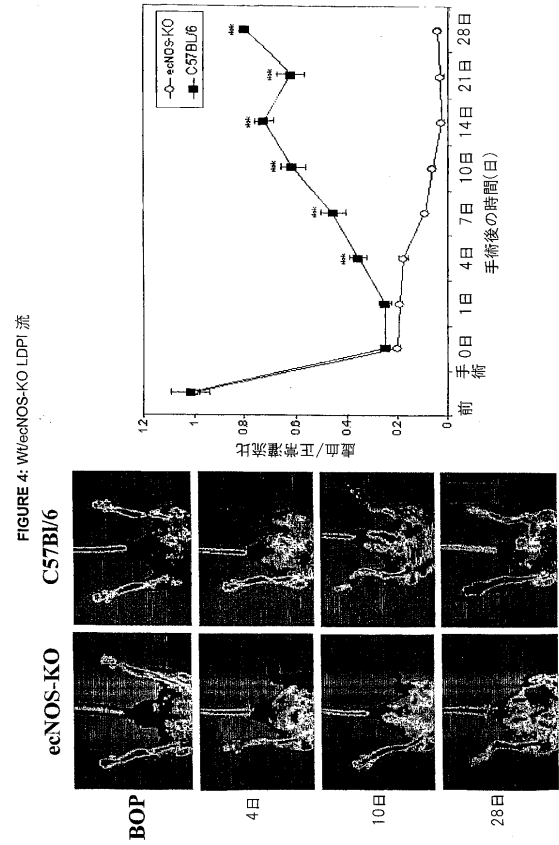 FIGURE 4: Wt/ecNOS-KO LDPI 流
ecNOS-KO
C57Bl/6
BOP
4日
10日
28日
虚血/正常灌流比
1.2
1
0.8
0.6
0.4
0.2
0
ecNOS-KO
C57BL/6
**
**
**
**
**
**
手術前
0日
1日
4日
7日
10日
14日
21日
28日
手術後の時間(日)